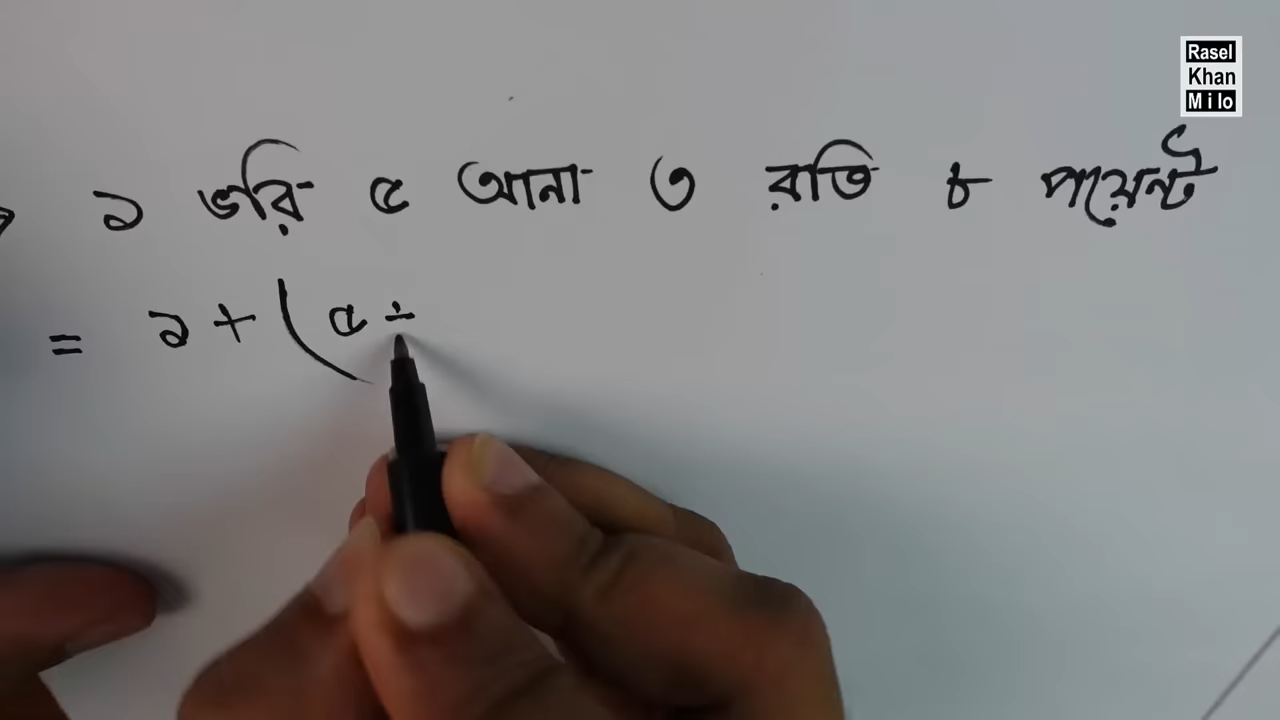 Rasel
Khan
Milo
১ ভরি ৫ আনা ৩ রতি ৮ পয়েন্ট
= ১ + ( ৫ ÷